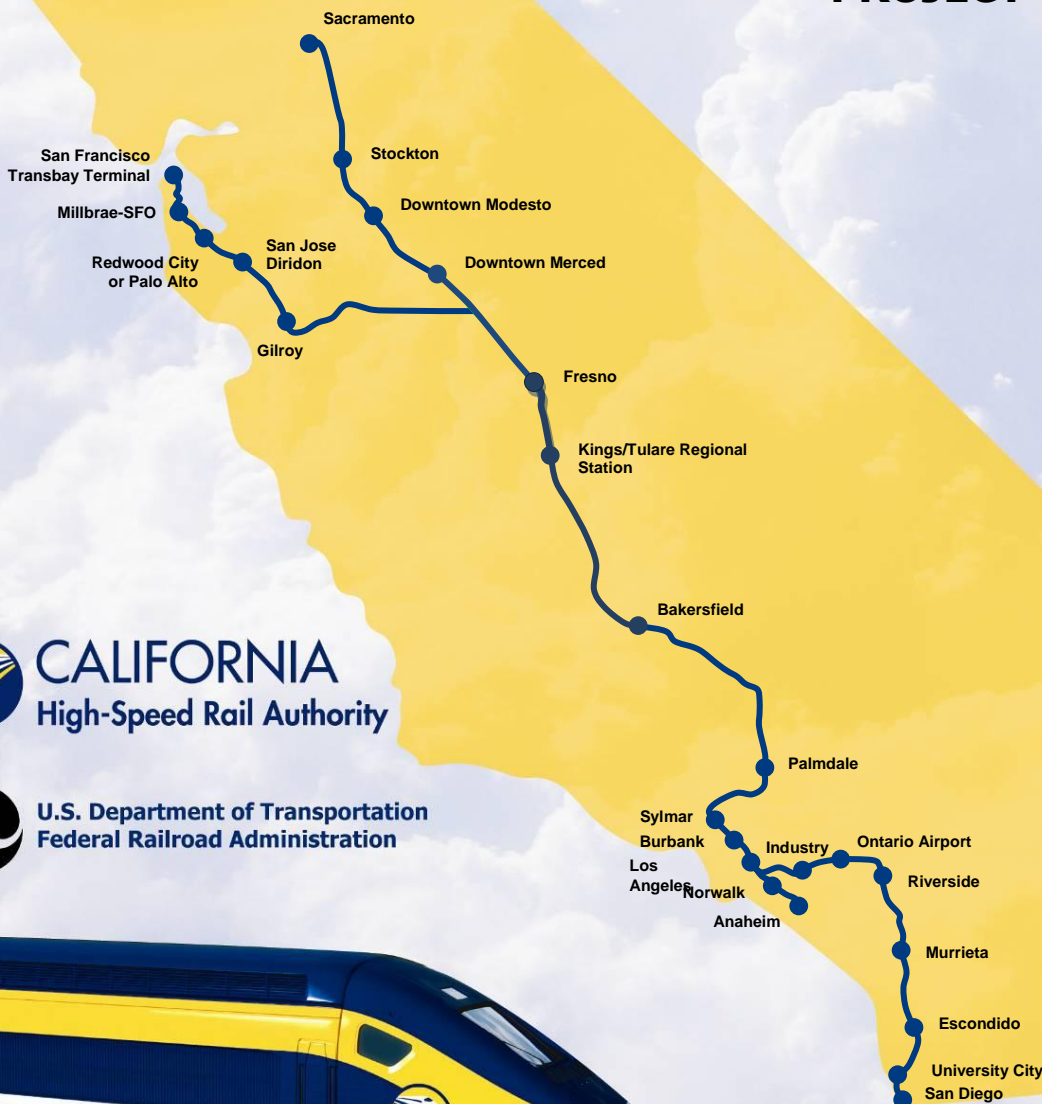 PROJECT
Sacramento
Stockton
San Francisco
Transbay Terminal
Downtown Modesto
Millbrae-SFO
San Jose
Diridon
Redwood City
or Palo Alto
Downtown Merced
Gilroy
Fresno
Kings/Tulare Regional
Station
Bakersfield
CALIFORNIA
High-Speed Rail Authority
Palmdale
U.S. Department of Transportation
Federal Railroad Administration
Sylmar
Burbank
Industry
Ontario Airport
Los
Angeles
Norwalk
Riverside
Anaheim
Murrieta
Escondido
University City
San Diego